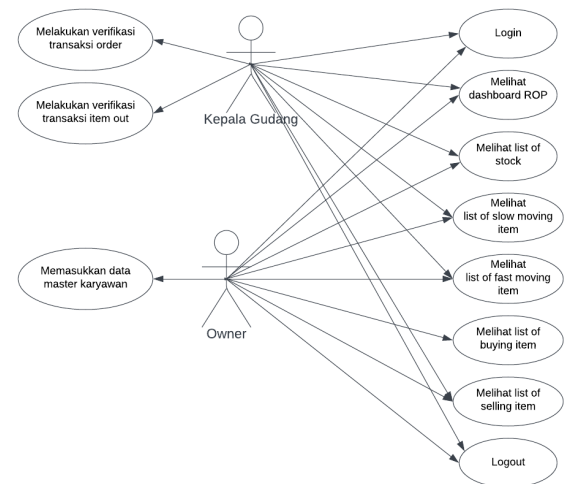 Melakukan verifikasi
transaksi order
Melakukan verifikasi
transaksi item out
Kepala Gudang
Memasukkan data
master karyawan
Owner
Login
Melihat
dashboard ROP
Melihat list of
stock
Melihat
list of slow moving
item
Melihat
list of fast moving
item
Melihat list of
buying item
Melihat list of
selling item
Logout